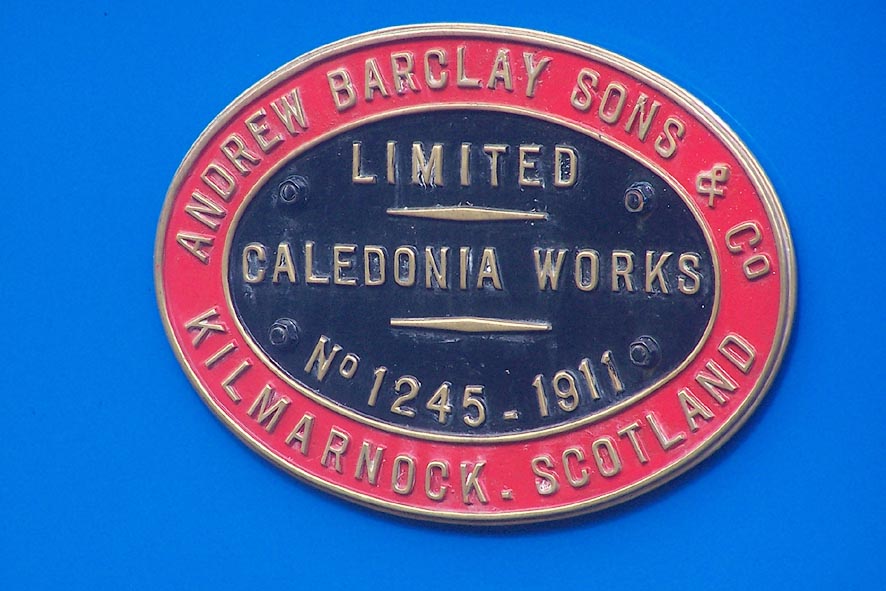 ANDREW BARCLAY SONS & CO
LIMITED
CALEDONIA WORKS
No 1245-1911
KILMARNOCK. SCOTLAND